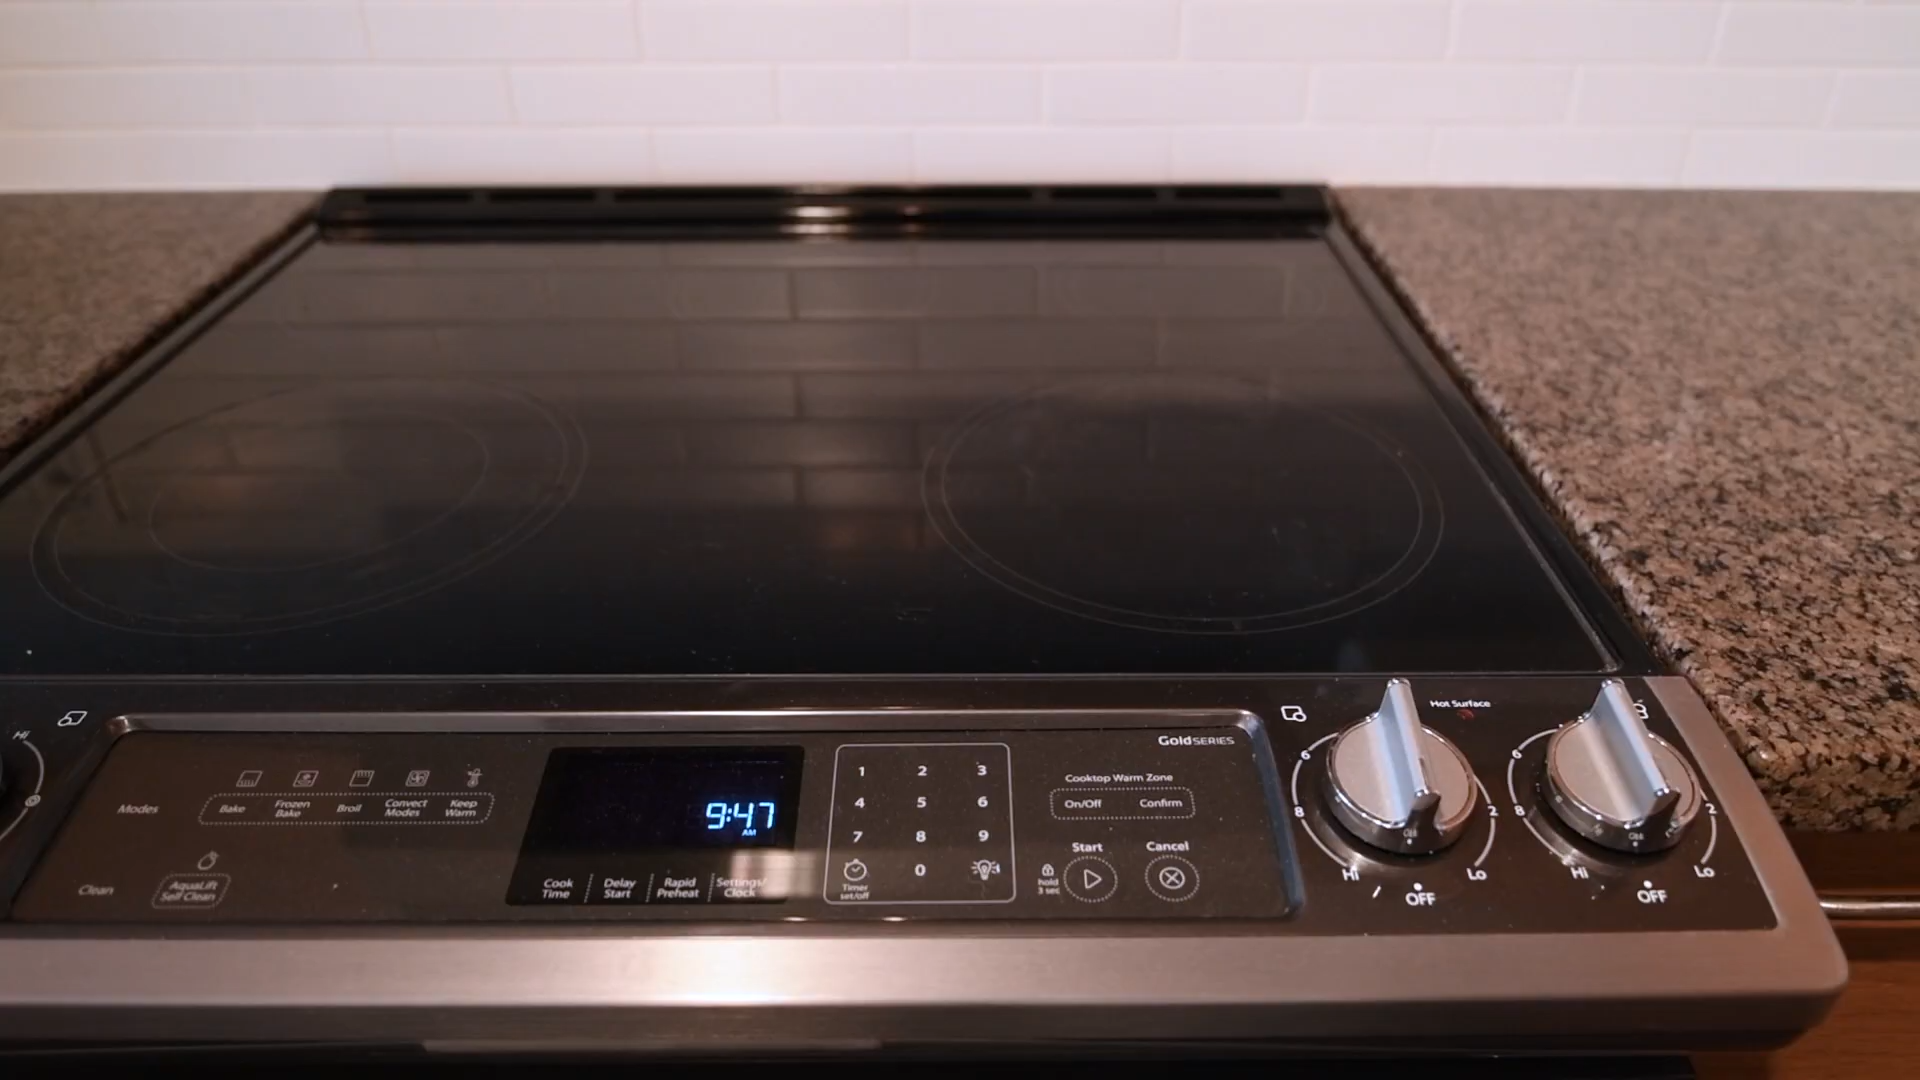 Hi
Modes
Bake
Frozen
Bake
Broil
Convect
Modes
Keep
Warm
Clean
AquaLift
Self Clean
9:47
AM
Cook
Time
Delay
Start
Rapid
Preheat
Settings/
Clock
1 2 3
4 5 6
7 8 9
0
Timer
set/off
GoldSERIES
Cooktop Warm Zone
On/Off
Confirm
Start
Cancel
hold
3 sec
Hot Surface
6
8
Hi
OFF
Lo
2
6
8
Hi
OFF
Lo
2